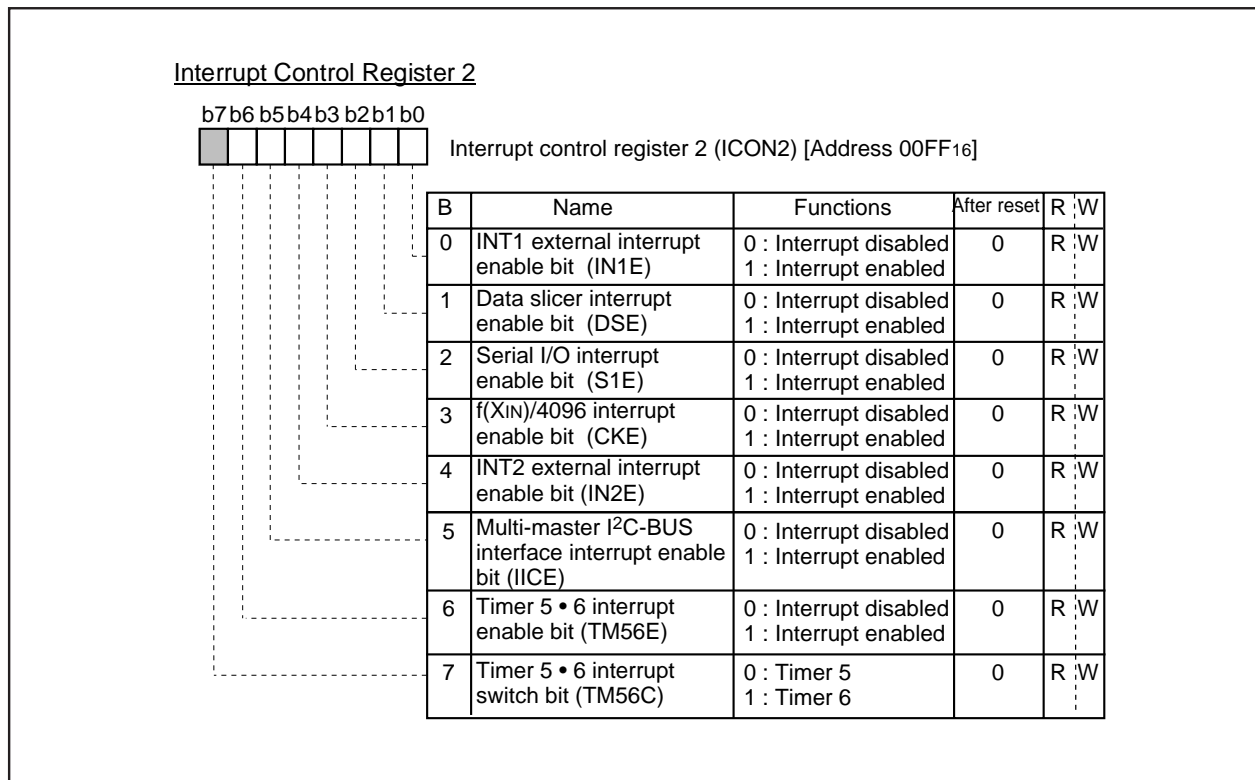 Interrupt Control Register 2
b7 b6 b5 b4 b3 b2 b1 b0
Interrupt control register 2 (ICON2) [Address 00FF16]
B Name Functions After reset R W
0 INT1 external interrupt 0 : Interrupt disabled 0 R W
enable bit (IN1E) 1 : Interrupt enabled
1 Data slicer interrupt 0 : Interrupt disabled 0 R W
enable bit (DSE) 1 : Interrupt enabled
2 Serial I/O interrupt 0 : Interrupt disabled 0 R W
enable bit (S1E) 1 : Interrupt enabled
3 f(XIN)/4096 interrupt 0 : Interrupt disabled 0 R W
enable bit (CKE) 1 : Interrupt enabled
4 INT2 external interrupt 0 : Interrupt disabled 0 R W
enable bit (IN2E) 1 : Interrupt enabled
5 Multi-master I2C-BUS 0 : Interrupt disabled 0 R W
interface interrupt enable 1 : Interrupt enabled
bit (IICE)
6 Timer 5 • 6 interrupt 0 : Interrupt disabled 0 R W
enable bit (TM56E) 1 : Interrupt enabled
7 Timer 5 • 6 interrupt 0 : Timer 5 0 R W
switch bit (TM56C) 1 : Timer 6